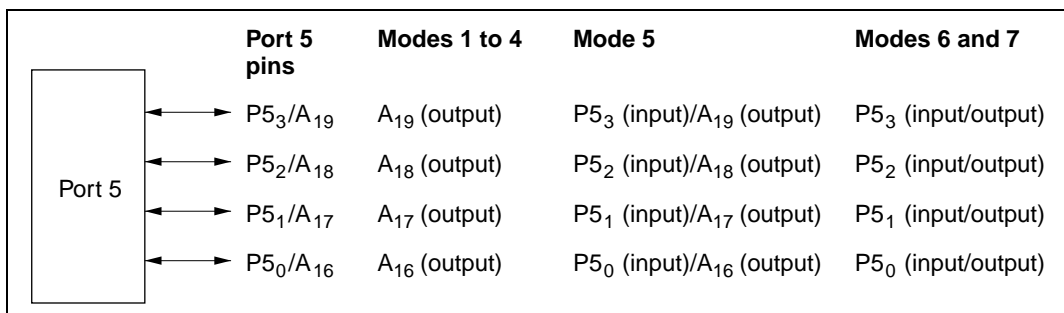 Port 5 pins Modes 1 to 4 Mode 5 Modes 6 and 7
P5₃/A₁₉ A₁₉ (output) P5₃ (input)/A₁₉ (output) P5₃ (input/output)
P5₂/A₁₈ A₁₈ (output) P5₂ (input)/A₁₈ (output) P5₂ (input/output)
Port 5
P5₁/A₁₇ A₁₇ (output) P5₁ (input)/A₁₇ (output) P5₁ (input/output)
P5₀/A₁₆ A₁₆ (output) P5₀ (input)/A₁₆ (output) P5₀ (input/output)